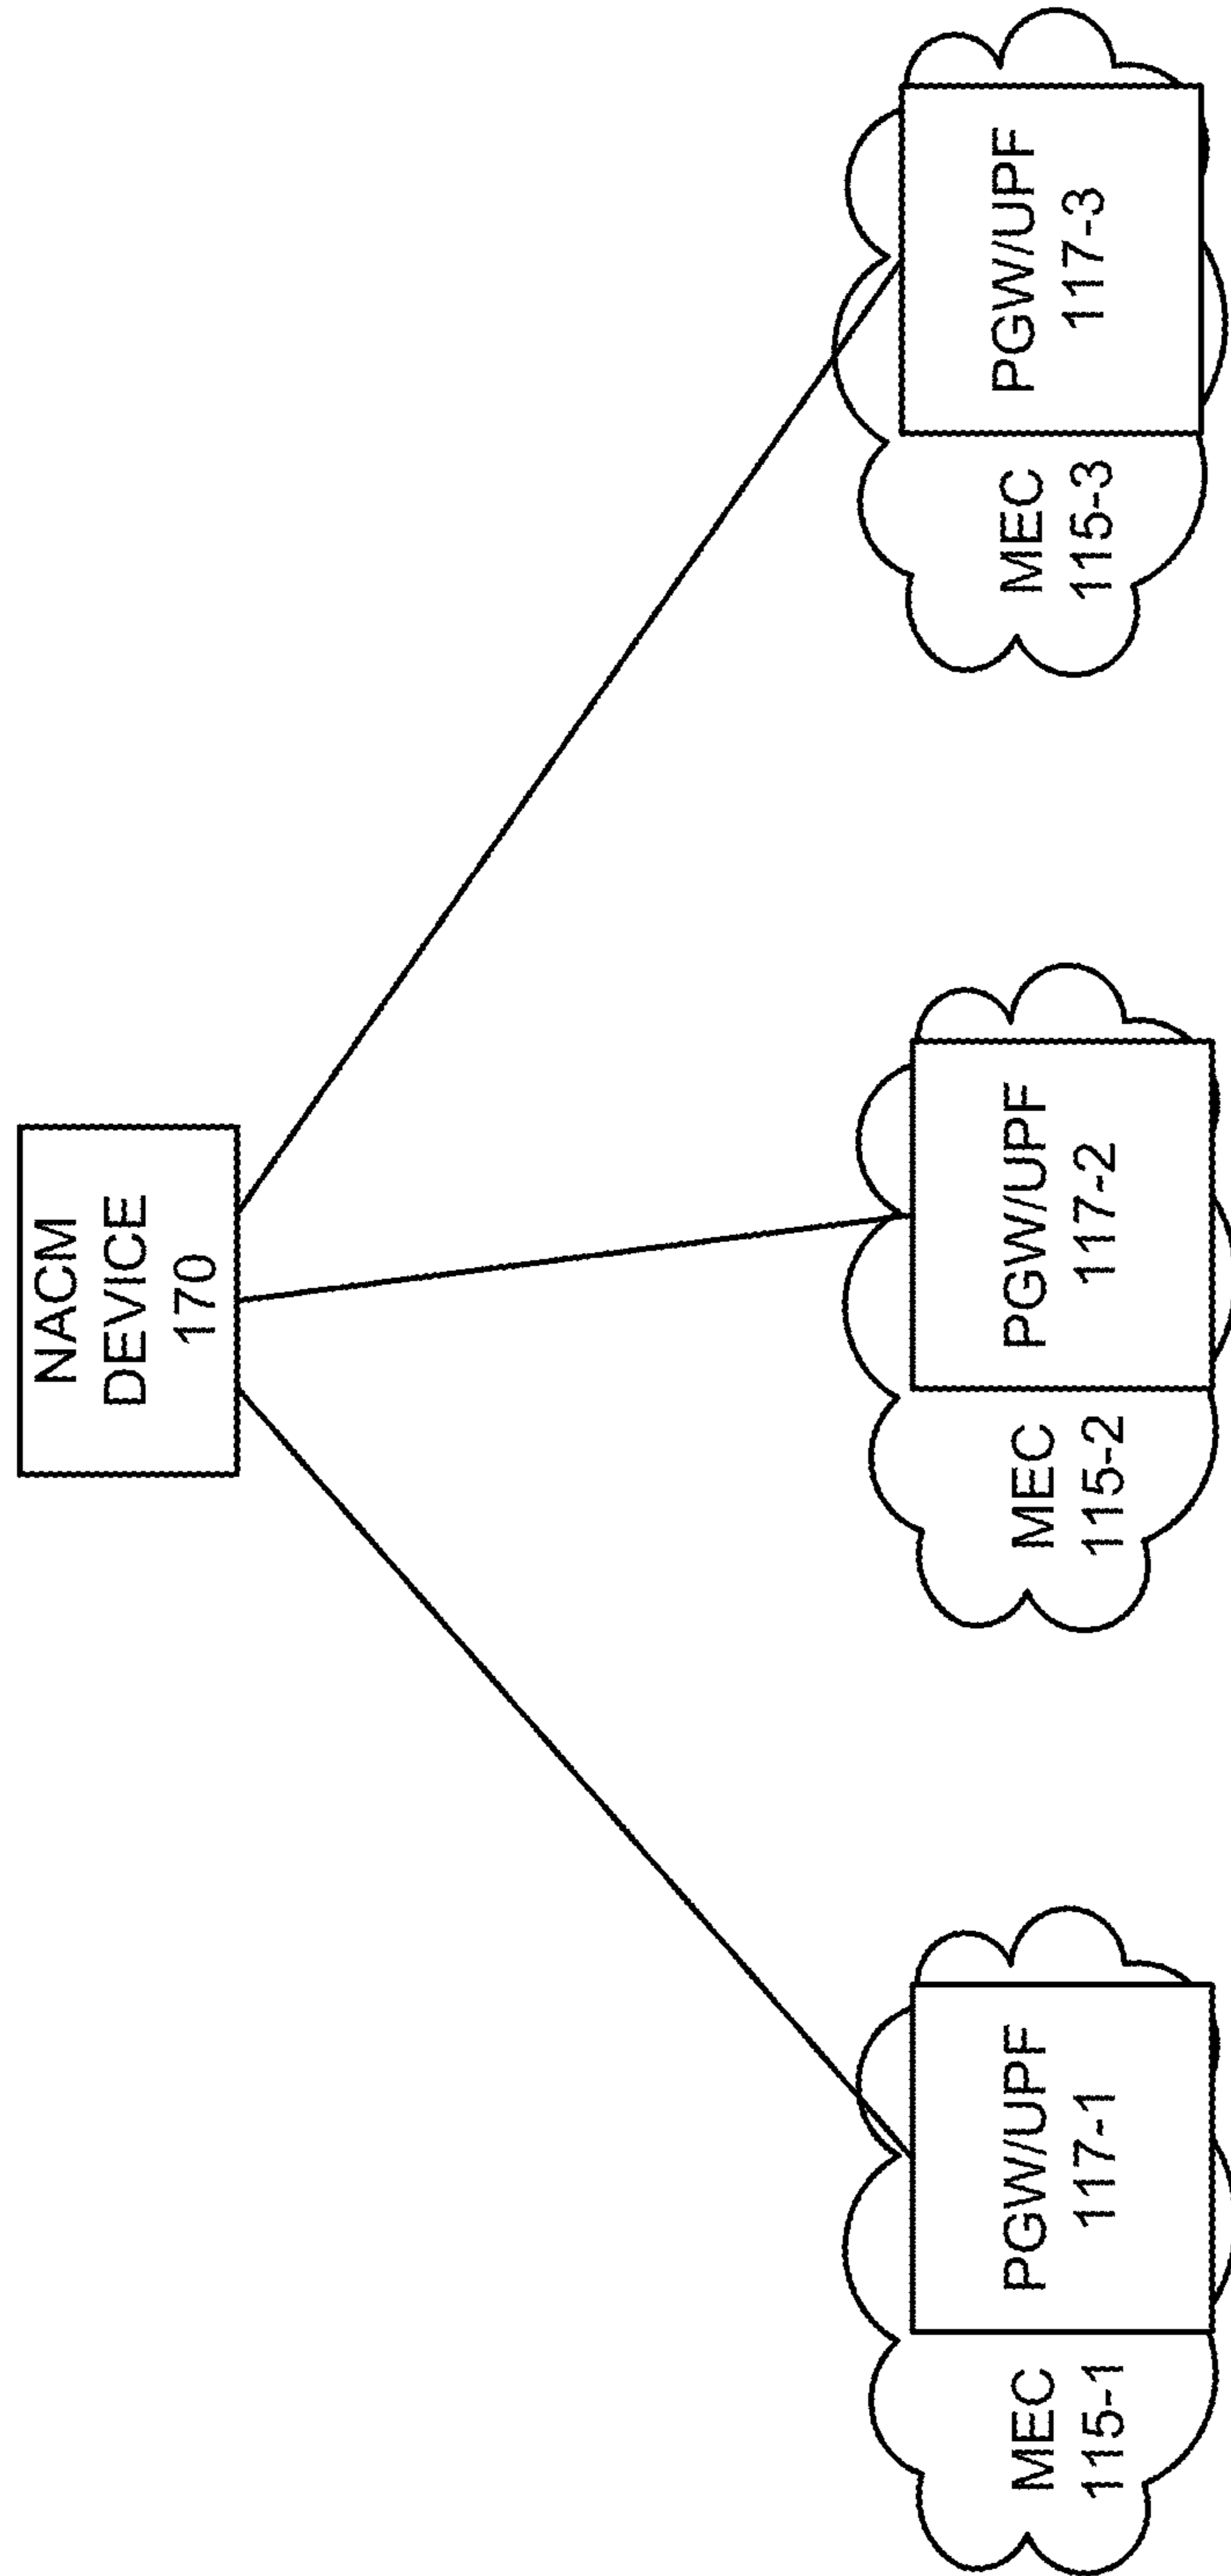 NACM
DEVICE
170
MEC
115-1
PGW/UPF
117-1
MEC
115-2
PGW/UPF
117-2
MEC
115-3
PGW/UPF
117-3